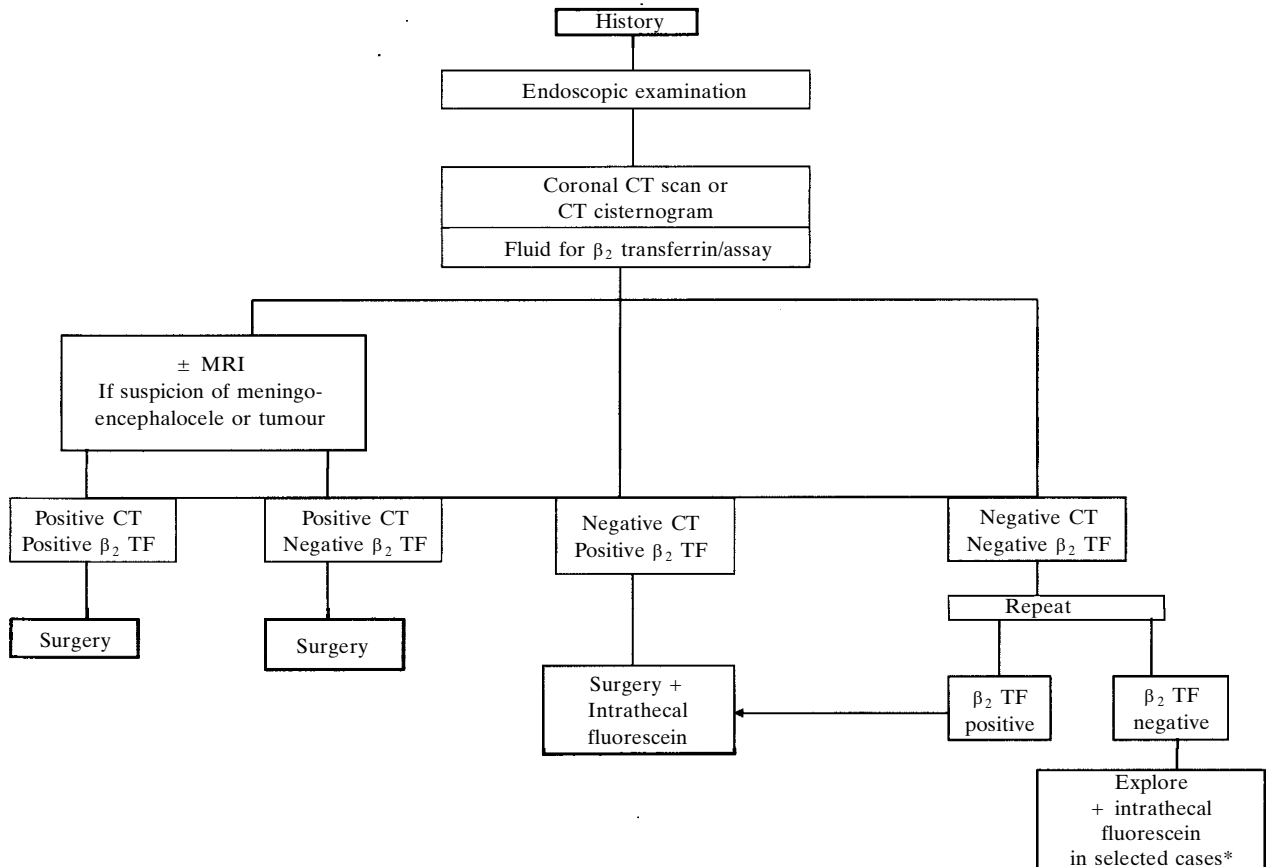 History
Endoscopic examination
Coronal CT scan or
CT cisternogram
Fluid for β₂ transferrin/assay
± MRI
If suspicion of meningo-
encephalocele or tumour
Positive CT
Positive β₂ TF
Positive CT
Negative β₂ TF
Negative CT
Positive β₂ TF
Negative CT
Negative β₂ TF
Repeat
Surgery
Surgery
Surgery +
Intrathecal
fluorescein
β₂ TF
positive
β₂ TF
negative
Explore
+ intrathecal
fluorescein
in selected cases*